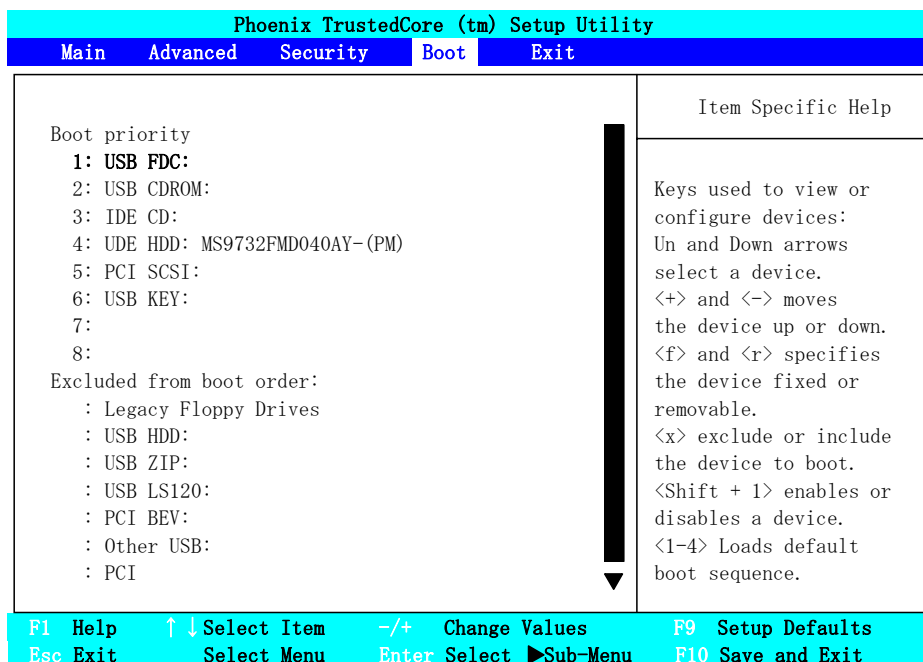 Phoenix TrustedCore (tm) Setup Utility
Main Advanced Security Boot Exit
Boot priority
1: USB FDC:
2: USB CDROM:
3: IDE CD:
4: UDE HDD: MS9732FMD040AY-(PM)
5: PCI SCSI:
6: USB KEY:
7:
8:
Excluded from boot order:
: Legacy Floppy Drives
: USB HDD:
: USB ZIP:
: USB LS120:
: PCI BEV:
: Other USB:
: PCI
Item Specific Help
Keys used to view or
configure devices:
Un and Down arrows
select a device.
<+> and <-> moves
the device up or down.
<f> and <r> specifies
the device fixed or
removable.
<x> exclude or include
the device to boot.
<Shift + 1> enables or
disables a device.
<1-4> Loads default
boot sequence.
F1 Help ↑↓Select Item -/+ Change Values F9 Setup Defaults
Esc Exit Select Menu Enter Select ▶Sub-Menu F10 Save and Exit